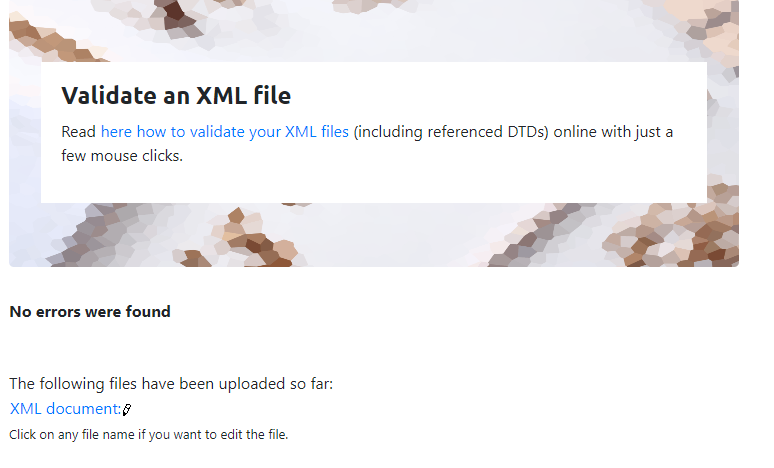 Validate an XML file
Read here how to validate your XML files (including referenced DTDs) online with just a
few mouse clicks.
No errors were found
The following files have been uploaded so far:
XML document:
Click on any file name if you want to edit the file.